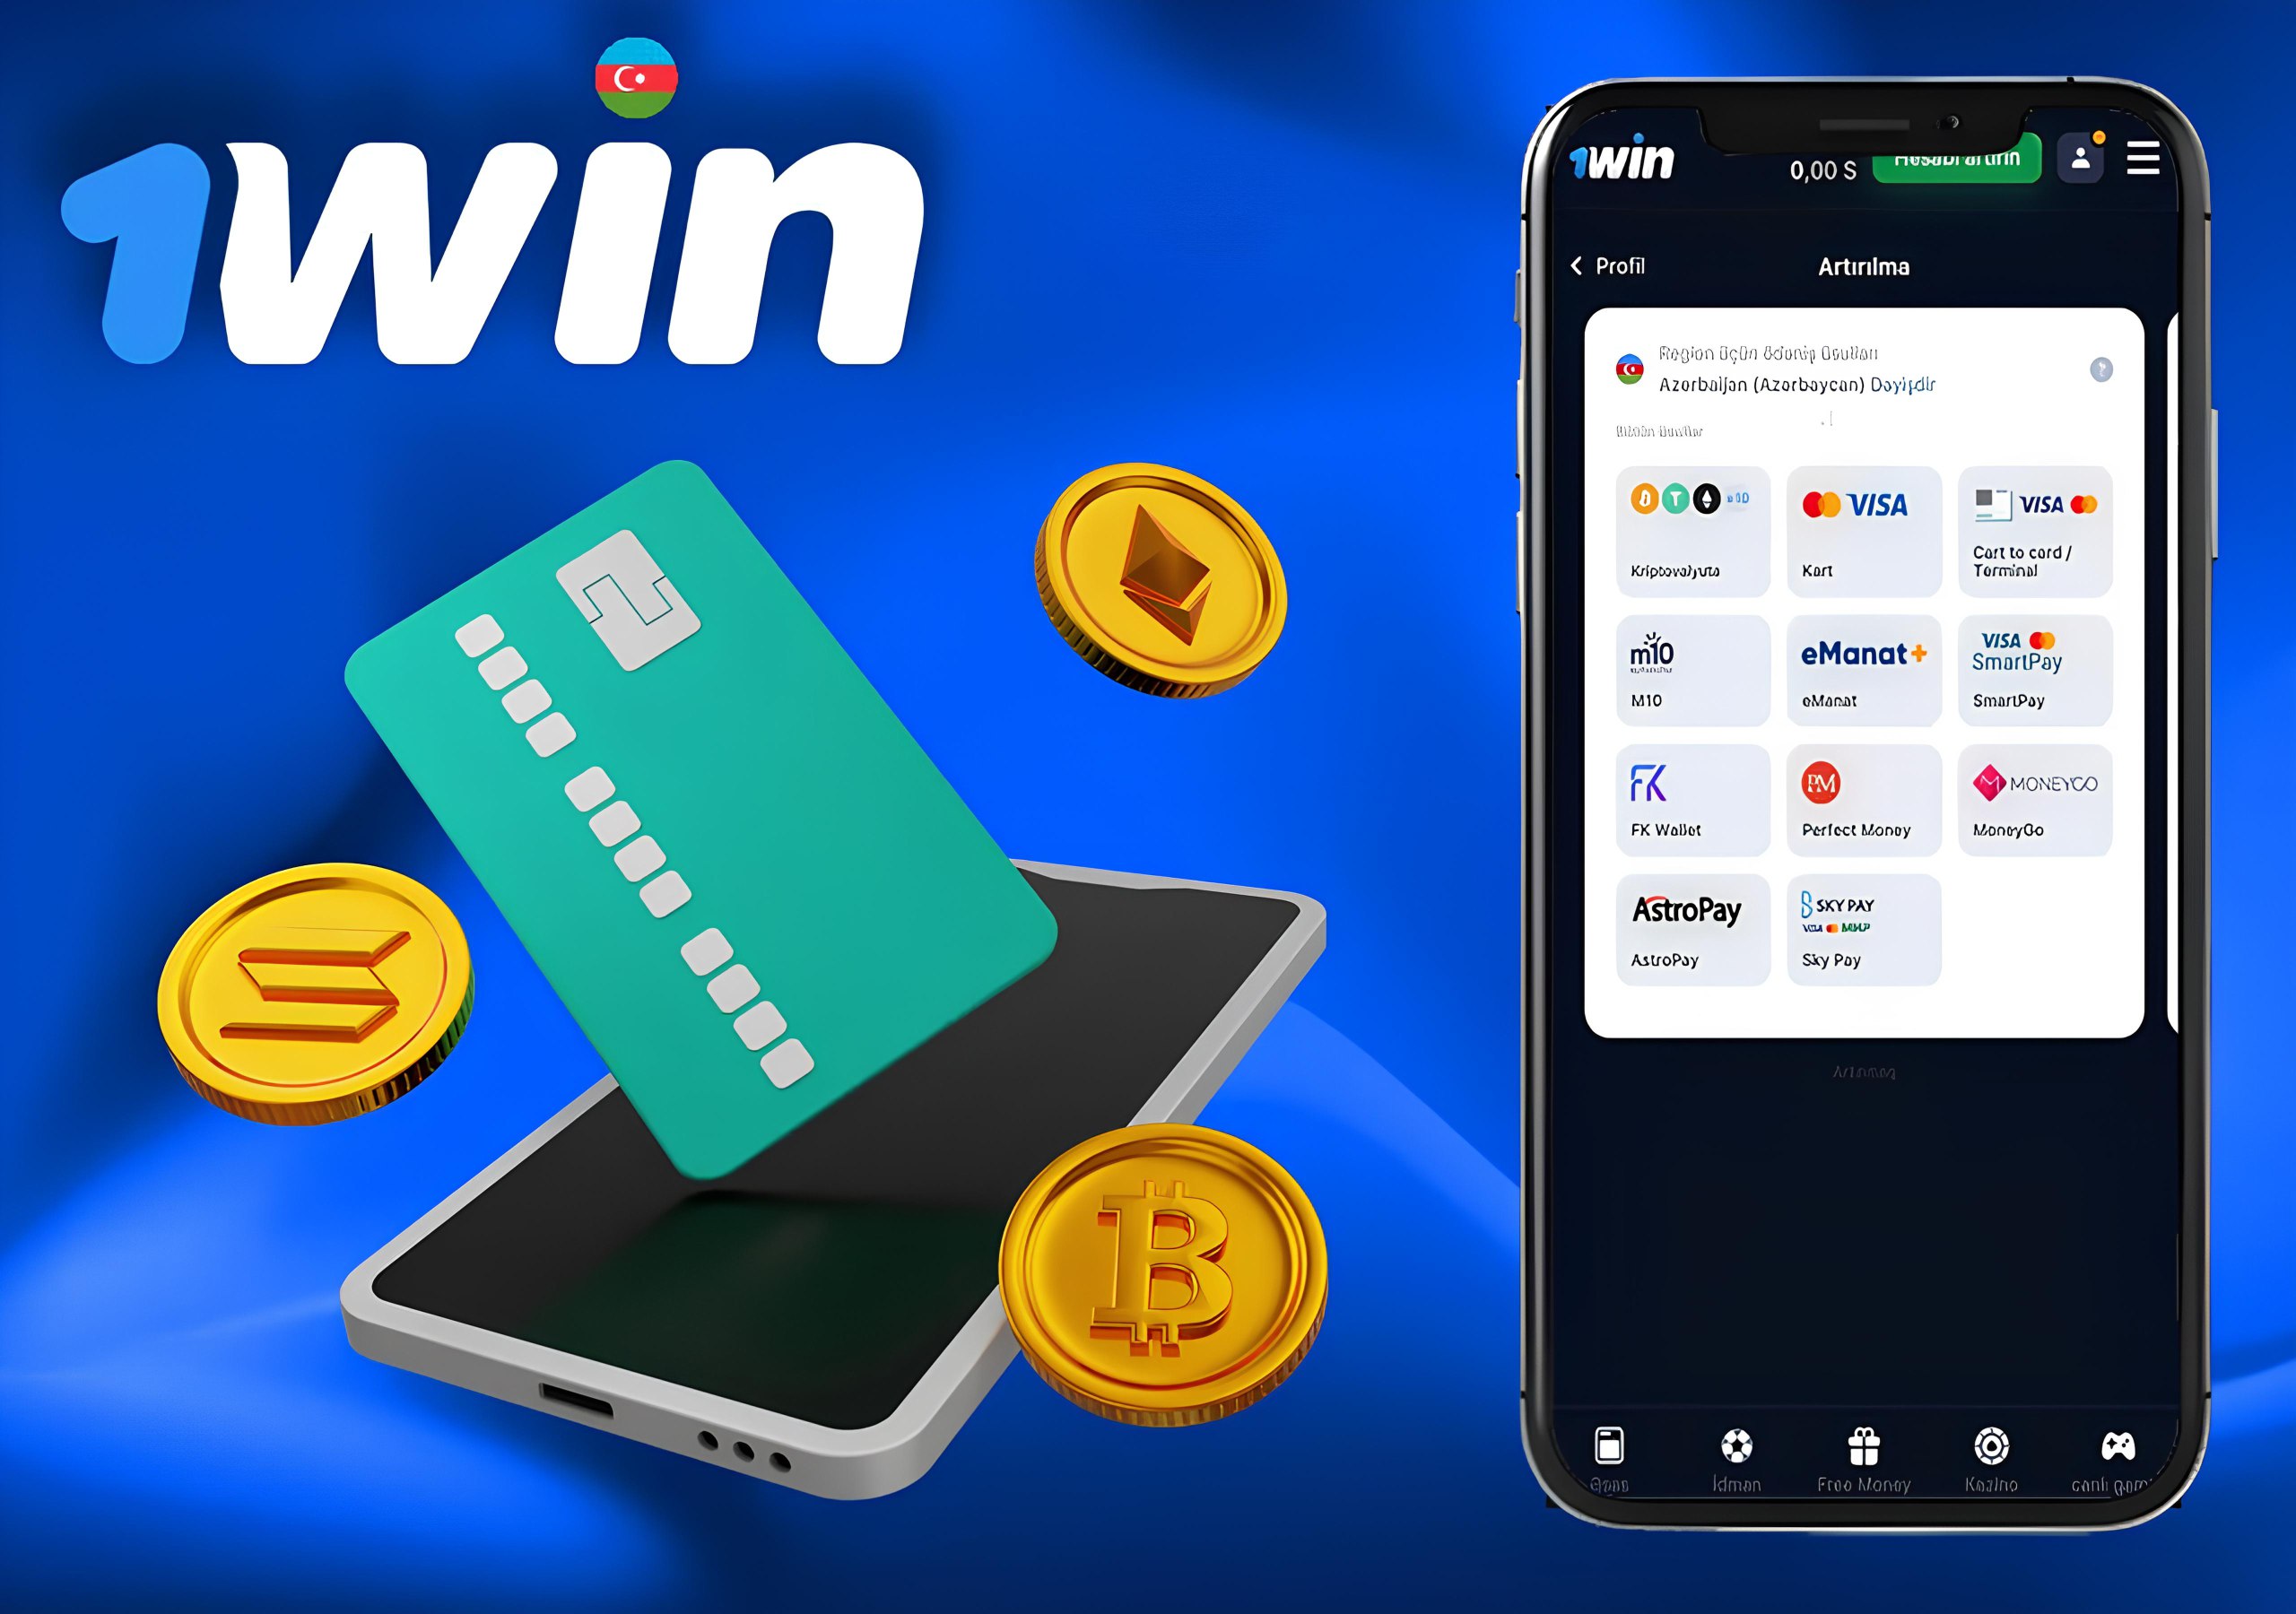 1win
1win
0,00 S
Profil
Artırılma
Azerbaijan (Azərbaycan) Dəyişdir
VISA
VISA
Kriptovalyuta
Kart
Cart to card /
Terminal
m10
eManat+
VISA
SmartPay
M10
eManat
SmartPay
FK
PM
MONEYGO
FK Wallet
Perfect Money
MoneyGo
AstroPay
SKY PAY
AstroPay
Sky Pay
İdman
Free Money
Kazino